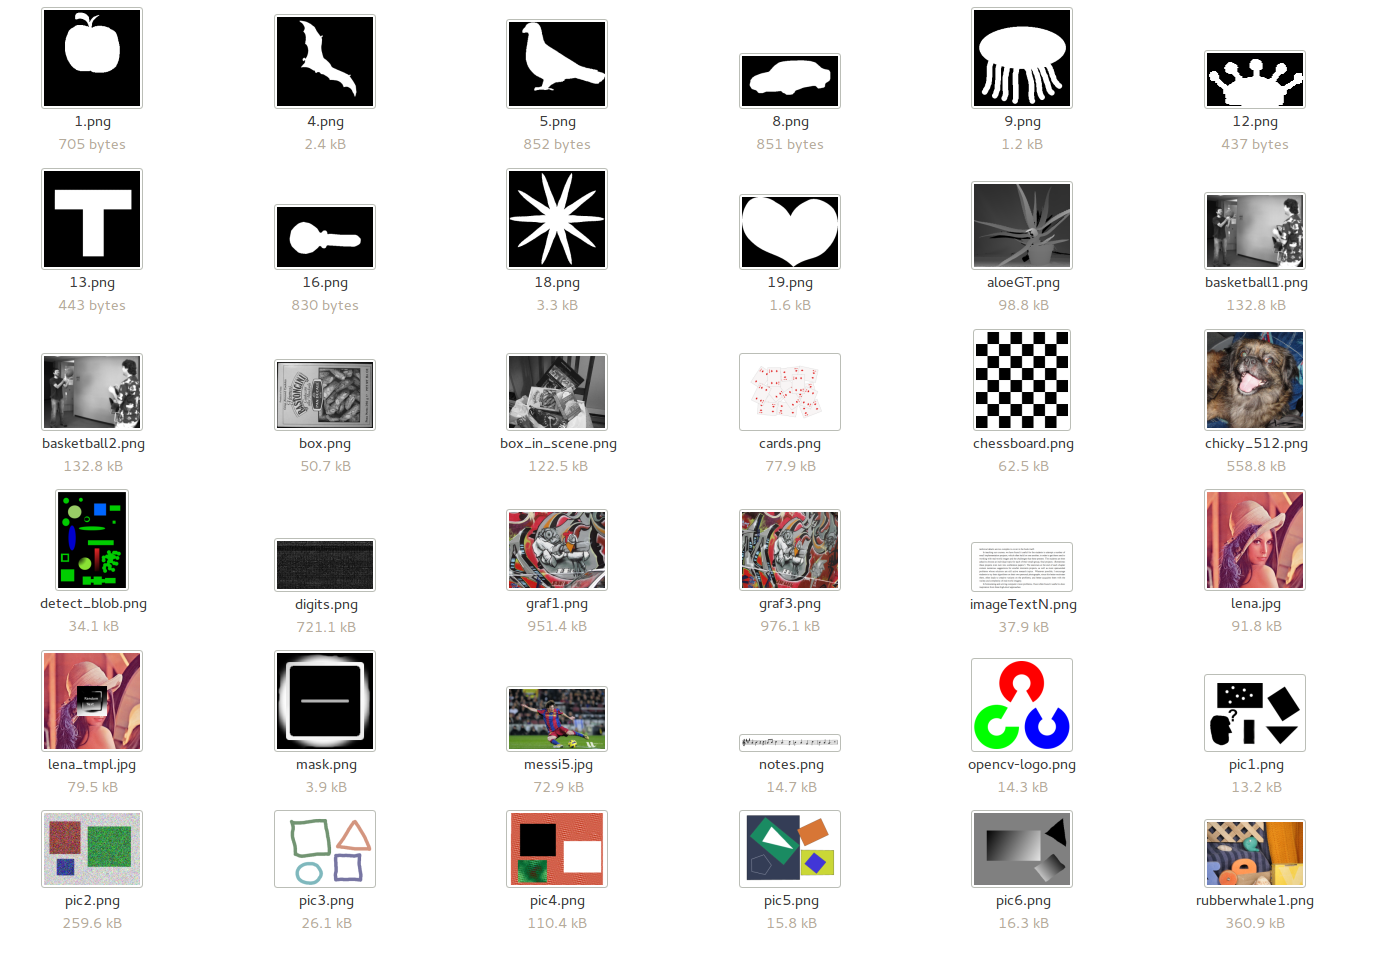 1.png
4.png
5.png
8.png
9.png
12.png
705 bytes
2.4 kB
852 bytes
851 bytes
1.2 kB
437 bytes
13.png
16.png
18.png
19.png
aloeGT.png
basketball1.png
443 bytes
830 bytes
3.3 kB
1.6 kB
98.8 kB
132.8 kB
basketball2.png
box.png
box_in_scene.png
cards.png
chessboard.png
chicky_512.png
132.8 kB
50.7 kB
122.5 kB
77.9 kB
62.5 kB
558.8 kB
detect_blob.png
digits.png
graf1.png
graf3.png
imageTextN.png
lena.jpg
34.1 kB
721.1 kB
951.4 kB
976.1 kB
37.9 kB
91.8 kB
lena_tmpl.jpg
mask.png
messi5.jpg
notes.png
opencv-logo.png
pic1.png
79.5 kB
3.9 kB
72.9 kB
14.7 kB
14.3 kB
13.2 kB
pic2.png
pic3.png
pic4.png
pic5.png
pic6.png
rubberwhale1.png
259.6 kB
26.1 kB
110.4 kB
15.8 kB
16.3 kB
360.9 kB